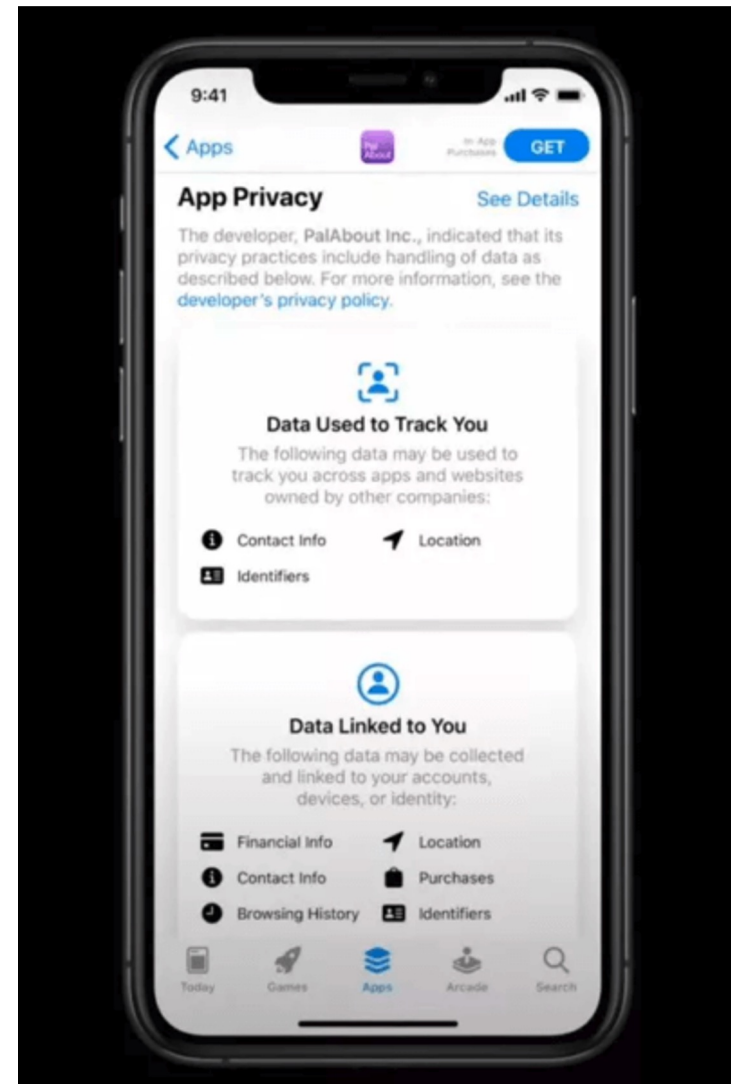 9:41
Apps
Pal
About
In-App
Purchases
GET
App Privacy
See Details
The developer, PalAbout Inc., indicated that its
privacy practices include handling of data as
described below. For more information, see the
developer's privacy policy.
Data Used to Track You
The following data may be used to
track you across apps and websites
owned by other companies:
Contact Info
Location
Identifiers
Data Linked to You
The following data may be collected
and linked to your accounts,
devices, or identity:
Financial Info
Location
Contact Info
Purchases
Browsing History
Identifiers
Today
Games
Apps
Arcade
Search